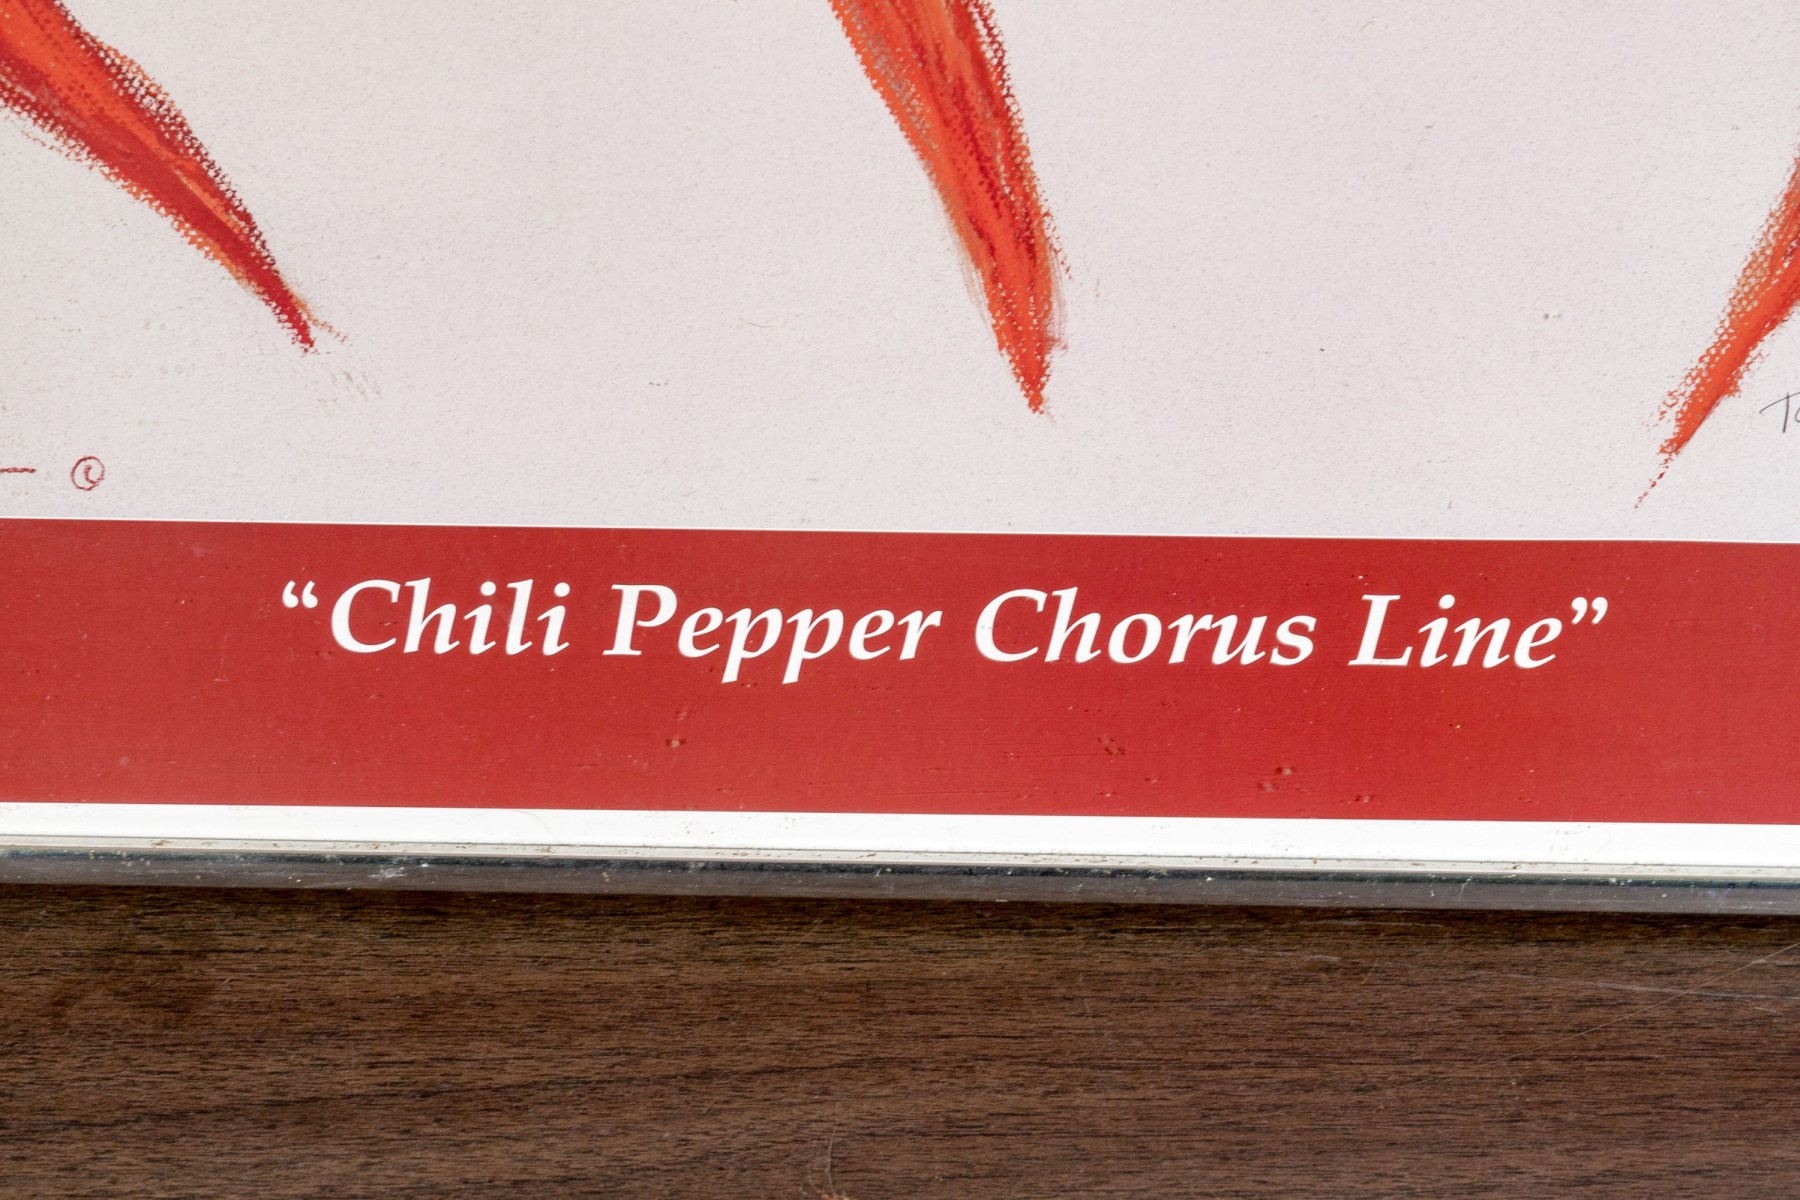 ©
“Chili Pepper Chorus Line”